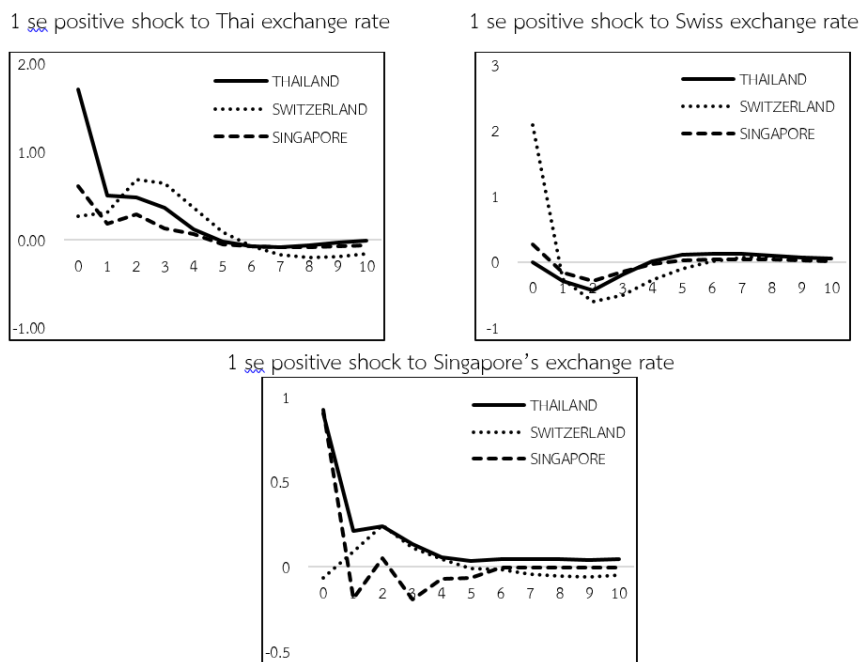 1 se positive shock to Thai exchange rate
2.00
1.00
0.00
-1.00
THAILAND
SWITZERLAND
SINGAPORE
0 1 2 3 4 5 6 7 8 9 10
1 se positive shock to Swiss exchange rate
3
2
1
0
-1
THAILAND
SWITZERLAND
SINGAPORE
0 1 2 3 4 5 6 7 8 9 10
1 se positive shock to Singapore's exchange rate
1
0.5
0
-0.5
THAILAND
SWITZERLAND
SINGAPORE
0 1 2 3 4 5 6 7 8 9 10